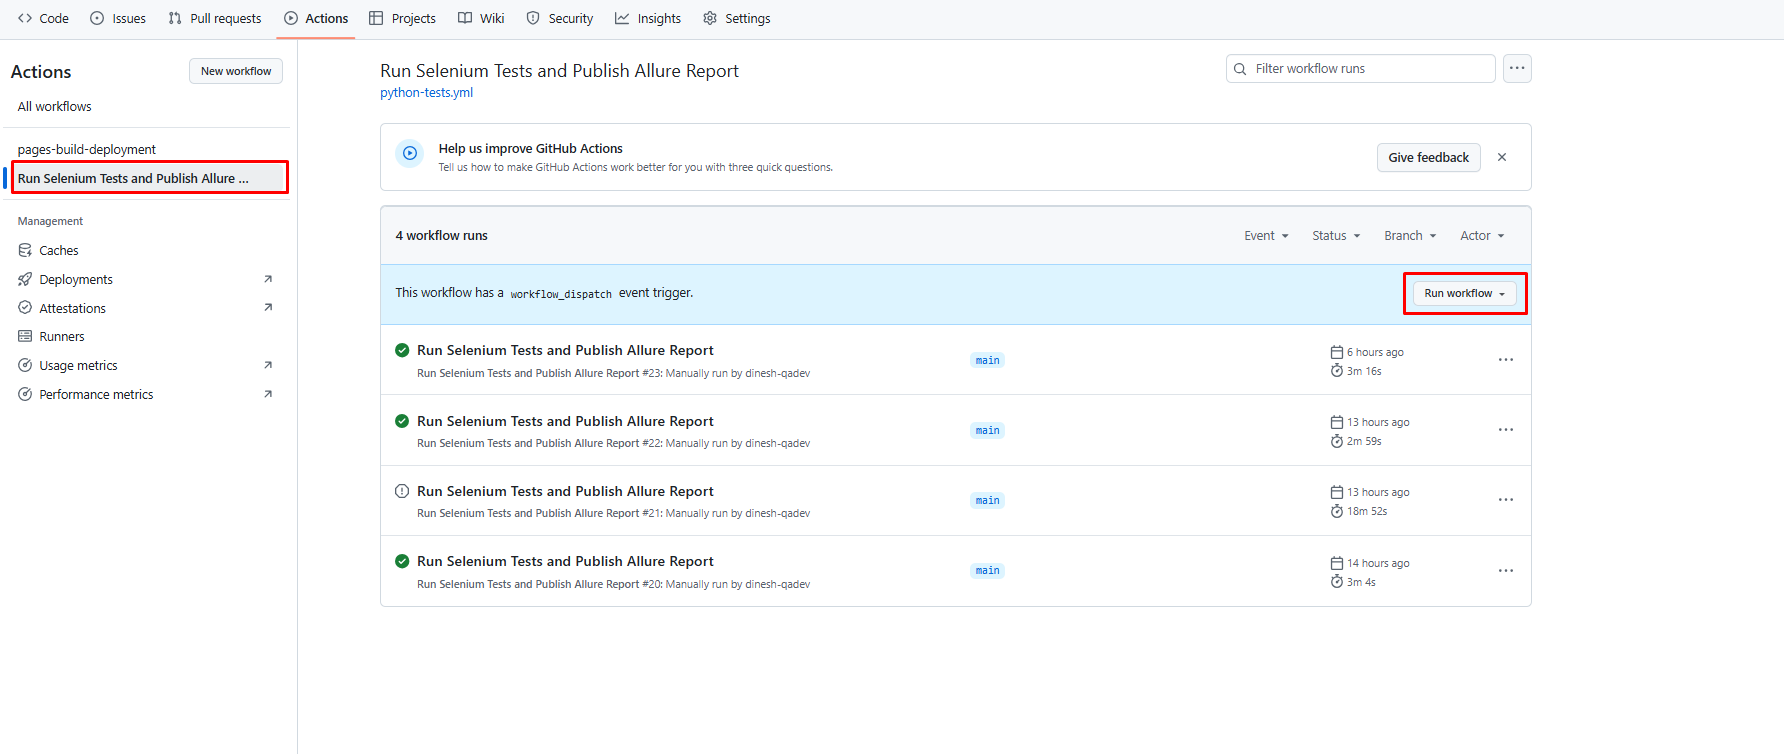 Code Issues Pull requests Actions Projects Wiki Security Insights Settings
Actions
New workflow
All workflows
pages-build-deployment
Run Selenium Tests and Publish Allure ...
Management
Caches
Deployments
Attestations
Runners
Usage metrics
Performance metrics
Run Selenium Tests and Publish Allure Report
python-tests.yml
Filter workflow runs
Help us improve GitHub Actions
Tell us how to make GitHub Actions work better for you with three quick questions.
Give feedback
4 workflow runs
Event Status Branch Actor
This workflow has a workflow_dispatch event trigger.
Run workflow
Run Selenium Tests and Publish Allure Report
Run Selenium Tests and Publish Allure Report #23: Manually run by dinesh-qadev
main
6 hours ago
3m 16s
Run Selenium Tests and Publish Allure Report
Run Selenium Tests and Publish Allure Report #22: Manually run by dinesh-qadev
main
13 hours ago
2m 59s
Run Selenium Tests and Publish Allure Report
Run Selenium Tests and Publish Allure Report #21: Manually run by dinesh-qadev
main
13 hours ago
18m 52s
Run Selenium Tests and Publish Allure Report
Run Selenium Tests and Publish Allure Report #20: Manually run by dinesh-qadev
main
14 hours ago
3m 4s